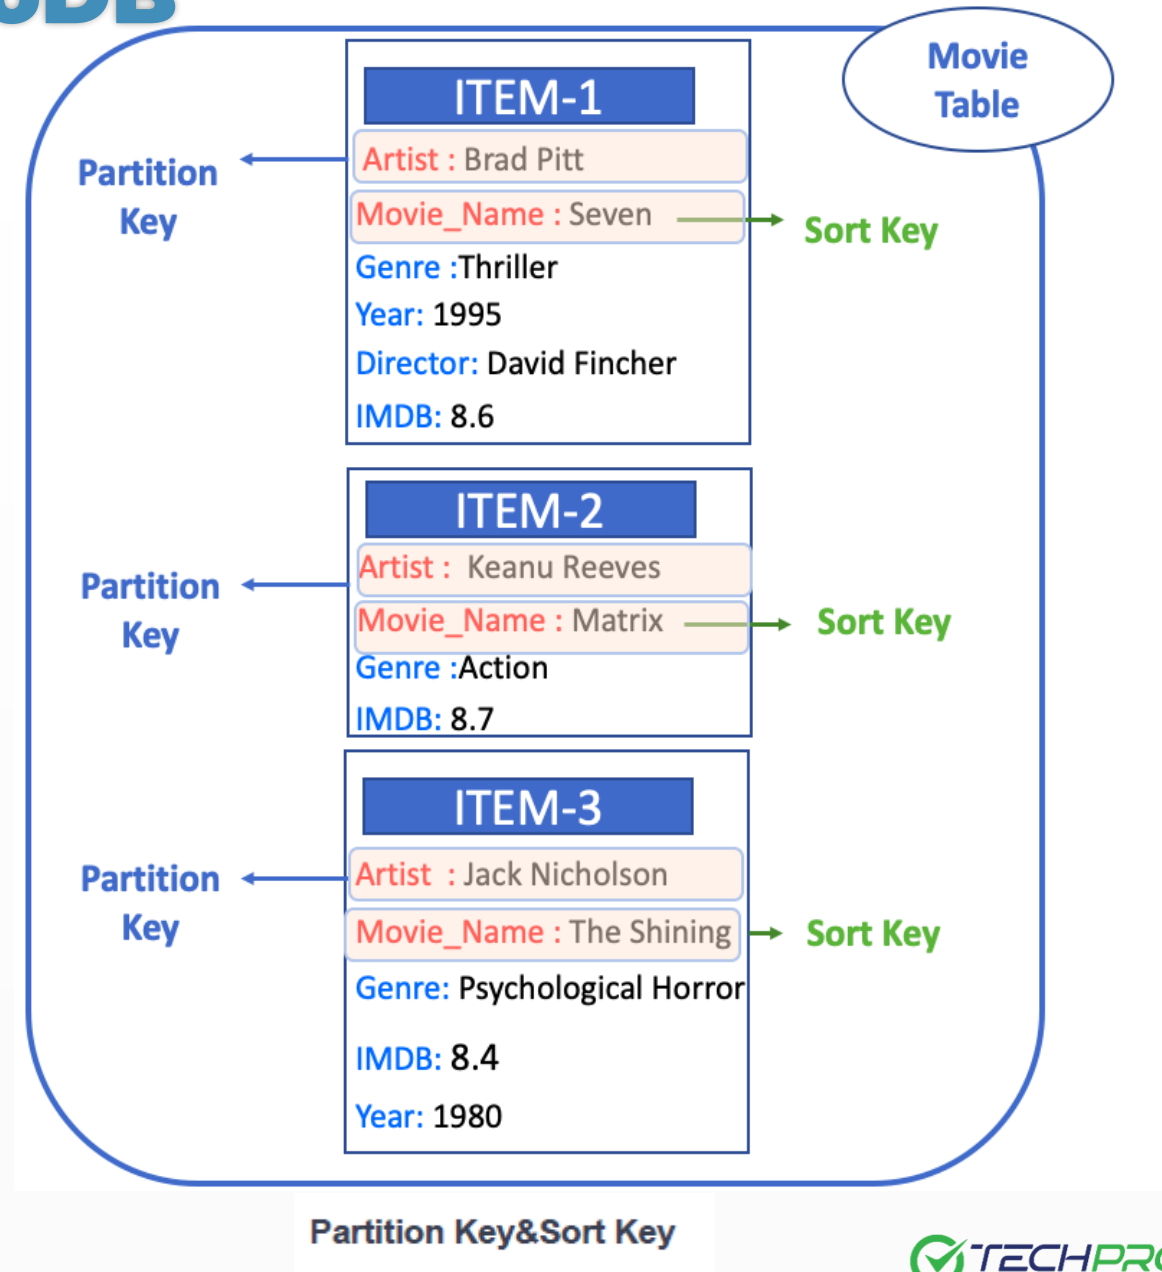 Movie
Table
ITEM-1
Partition
Key
Artist : Brad Pitt
Movie_Name : Seven
Sort Key
Genre :Thriller
Year: 1995
Director: David Fincher
IMDB: 8.6
ITEM-2
Partition
Key
Artist : Keanu Reeves
Movie_Name : Matrix
Sort Key
Genre :Action
IMDB: 8.7
ITEM-3
Partition
Key
Artist : Jack Nicholson
Movie_Name : The Shining
Sort Key
Genre: Psychological Horror
IMDB: 8.4
Year: 1980
Partition Key&Sort Key
TECHPRO